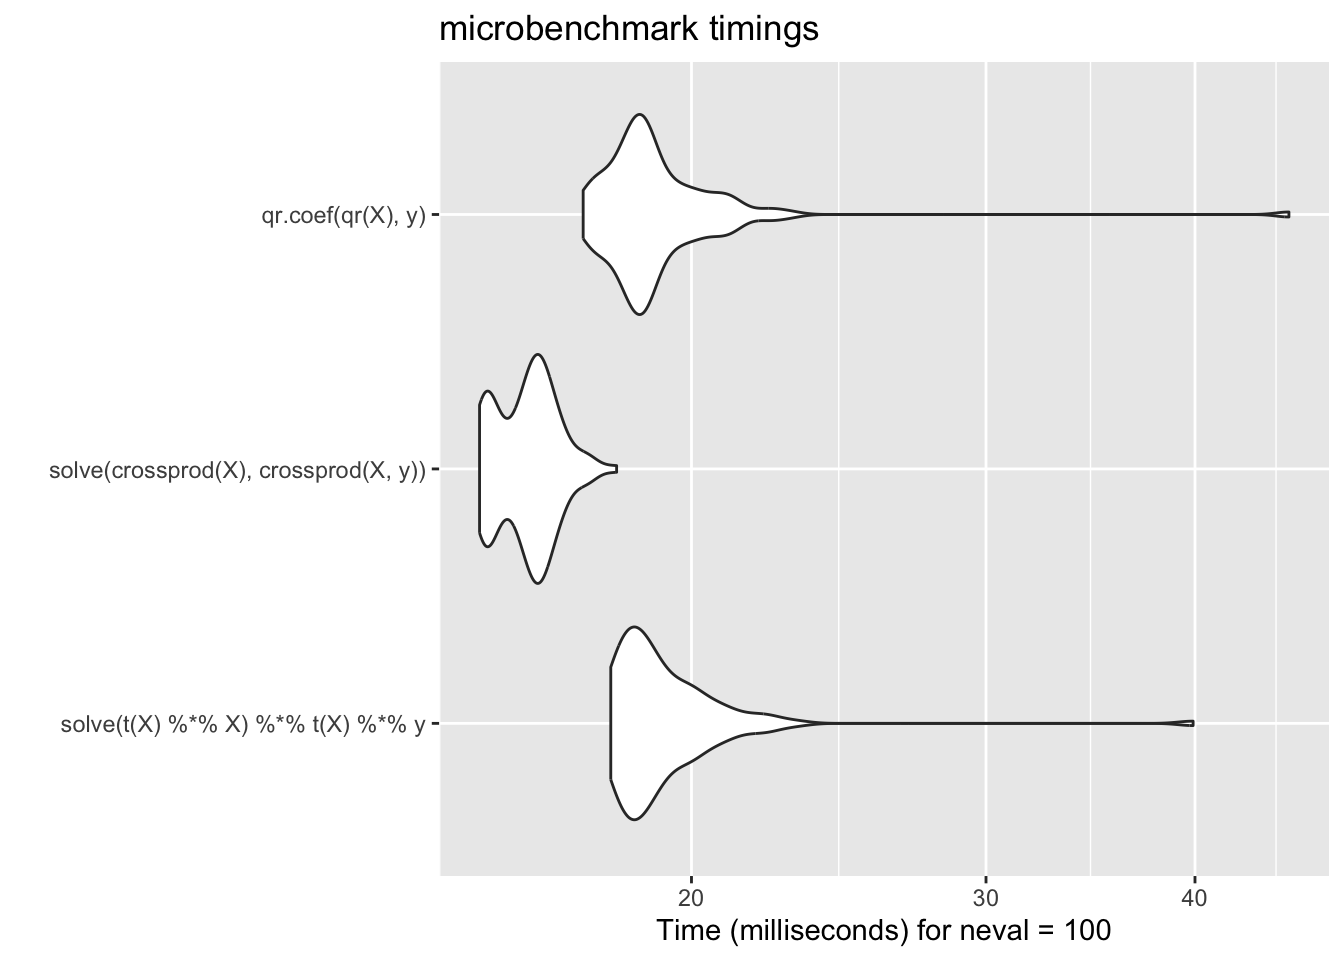 microbenchmark timings
qr.coef(qr(X), y)
solve(crossprod(X), crossprod(X, y))
solve(t(X) %*% X) %*% t(X) %*% y
20 30 40
Time (milliseconds) for neval = 100